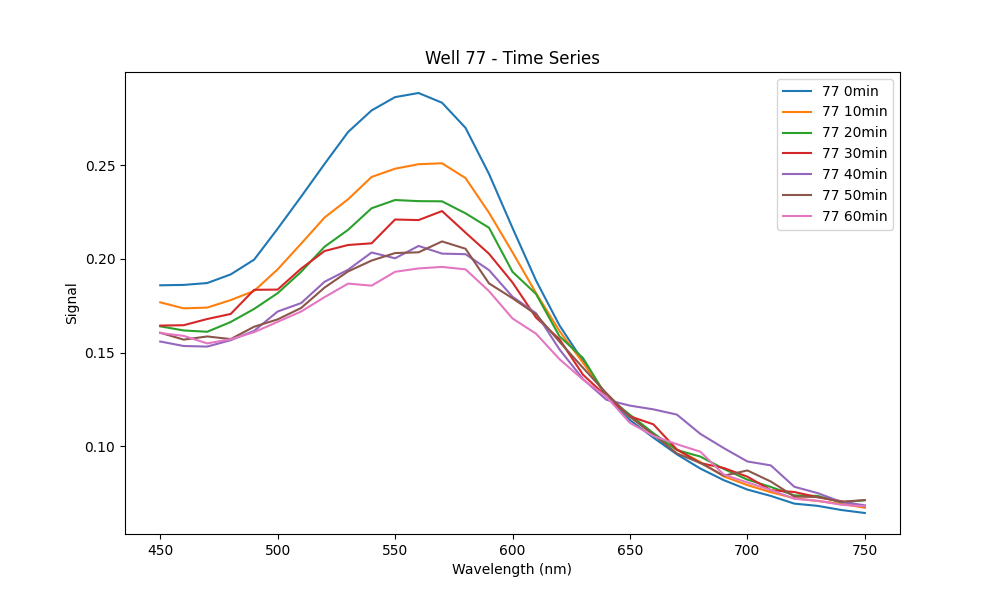 Well 77 - Time Series
77 0min
77 10min
77 20min
77 30min
77 40min
77 50min
77 60min
Signal
0.25
0.20
0.15
0.10
450 500 550 600 650 700 750
Wavelength (nm)